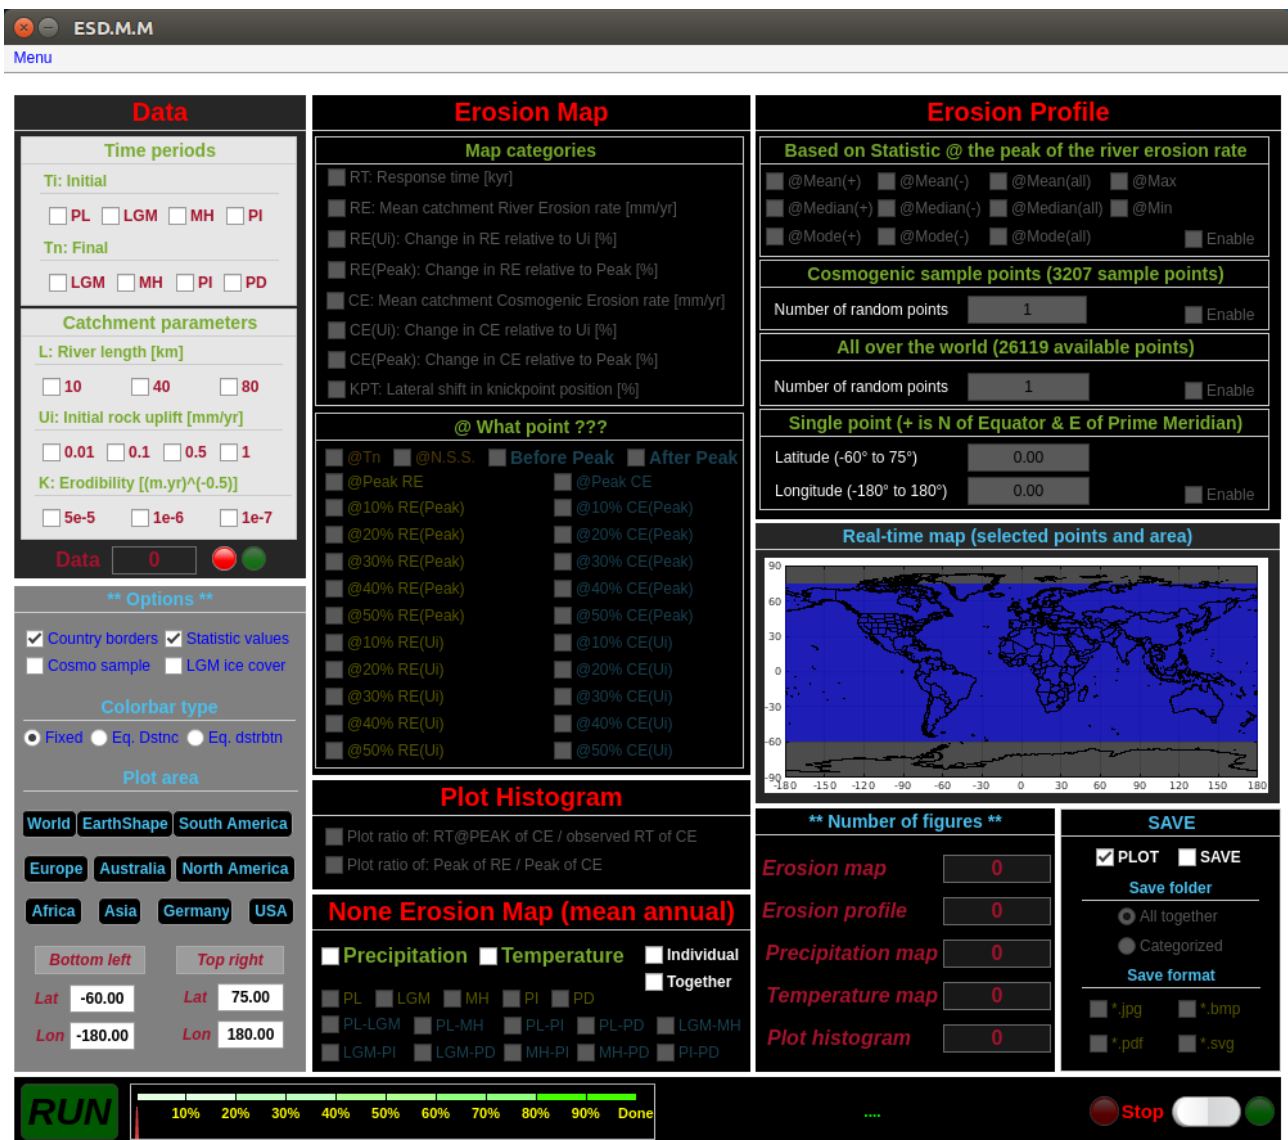 ESD.M.M
Menu
Data
Time periods
Ti: Initial
PL LGM MH PI
Tn: Final
LGM MH PI PD
Catchment parameters
L: River length [km]
10 40 80
Ui: Initial rock uplift [mm/yr]
0.01 0.1 0.5 1
K: Erodibility [(m.yr)^(-0.5)]
5e-5 1e-6 1e-7
Data 0
** Options **
Country borders Statistic values
Cosmo sample LGM ice cover
Colorbar type
Fixed Eq. Dstnc Eq. dstrbtn
Plot area
World EarthShape South America
Europe Australia North America
Africa Asia Germany USA
Bottom left Top right
Lat -60.00 Lat 75.00
Lon -180.00 Lon 180.00
Erosion Map
Map categories
RT: Response time [kyr]
RE: Mean catchment River Erosion rate [mm/yr]
RE(Ui): Change in RE relative to Ui [%]
RE(Peak): Change in RE relative to Peak [%]
CE: Mean catchment Cosmogenic Erosion rate [mm/yr]
CE(Ui): Change in CE relative to Ui [%]
CE(Peak): Change in CE relative to Peak [%]
KPT: Lateral shift in knickpoint position [%]
@ What point ???
@Tn @N.S.S. Before Peak After Peak
@Peak RE @Peak CE
@10% RE(Peak) @10% CE(Peak)
@20% RE(Peak) @20% CE(Peak)
@30% RE(Peak) @30% CE(Peak)
@40% RE(Peak) @40% CE(Peak)
@50% RE(Peak) @50% CE(Peak)
@10% RE(Ui) @10% CE(Ui)
@20% RE(Ui) @20% CE(Ui)
@30% RE(Ui) @30% CE(Ui)
@40% RE(Ui) @40% CE(Ui)
@50% RE(Ui) @50% CE(Ui)
Plot Histogram
Plot ratio of: RT@PEAK of CE / observed RT of CE
Plot ratio of: Peak of RE / Peak of CE
None Erosion Map (mean annual)
Precipitation Temperature Individual
Together
PL LGM MH PI PD
PL-LGM PL-MH PL-PI PL-PD LGM-MH
LGM-PI LGM-PD MH-PI MH-PD PI-PD
Erosion Profile
Based on Statistic @ the peak of the river erosion rate
@Mean(+) @Mean(-) @Mean(all) @Max
@Median(+) @Median(-) @Median(all) @Min
@Mode(+) @Mode(-) @Mode(all) Enable
Cosmogenic sample points (3207 sample points)
Number of random points 1 Enable
All over the world (26119 available points)
Number of random points 1 Enable
Single point (+ is N of Equator & E of Prime Meridian)
Latitude (-60° to 75°) 0.00
Longitude (-180° to 180°) 0.00 Enable
Real-time map (selected points and area)
90
60
30
0
-30
-60
-90
-180 -150 -120 -90 -60 -30 0 30 60 90 120 150 180
** Number of figures **
Erosion map 0
Erosion profile 0
Precipitation map 0
Temperature map 0
Plot histogram 0
SAVE
PLOT SAVE
Save folder
All together
Categorized
Save format
*.jpg *.bmp
*.pdf *.svg
RUN
10% 20% 30% 40% 50% 60% 70% 80% 90% Done
....
Stop